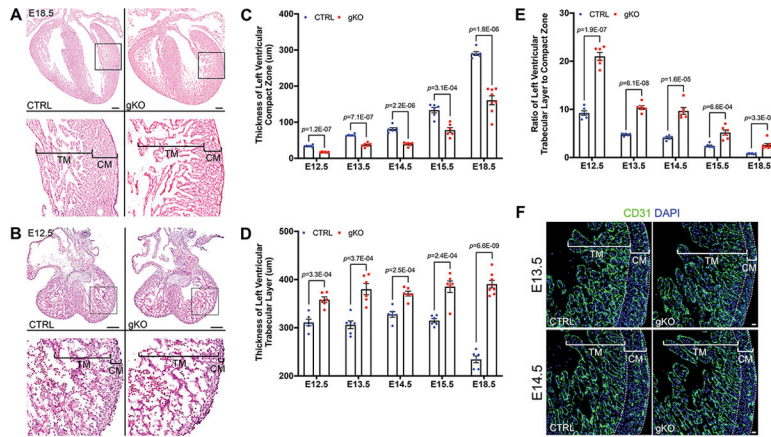 A
E18.5
CTRL
gKO
TM
CM
TM
CM
B
E12.5
CTRL
gKO
TM
CM
TM
CM
C
CTRL
gKO
Thickness of Left Ventricular
Compact Zone (um)
400
300
200
100
0
p=1.2E-07
p=7.1E-07
p=2.2E-06
p=3.1E-04
p=1.8E-06
E12.5
E13.5
E14.5
E15.5
E18.5
D
CTRL
gKO
Thickness of Left Ventricular
Trabecular Layer (um)
500
400
300
200
p=3.3E-04
p=3.7E-04
p=2.5E-04
p=2.4E-04
p=6.6E-09
E12.5
E13.5
E14.5
E15.5
E18.5
E
CTRL
gKO
Ratio of Left Ventricular
Trabecular Layer to Compact Zone
30
20
10
0
p=1.9E-07
p=6.1E-08
p=1.6E-05
p=6.6E-04
p=3.3E-0
E12.5
E13.5
E14.5
E15.5
E18.5
F
CD31 DAPI
E13.5
TM
CM
CTRL
TM
CM
gKO
E14.5
TM
CM
CTRL
TM
CM
gKO